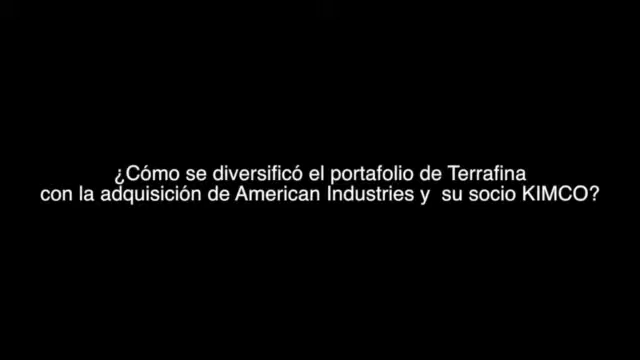 ¿Cómo se diversificó el portafolio de Terrafina
con la adquisición de American Industries y  su socio KIMCO?